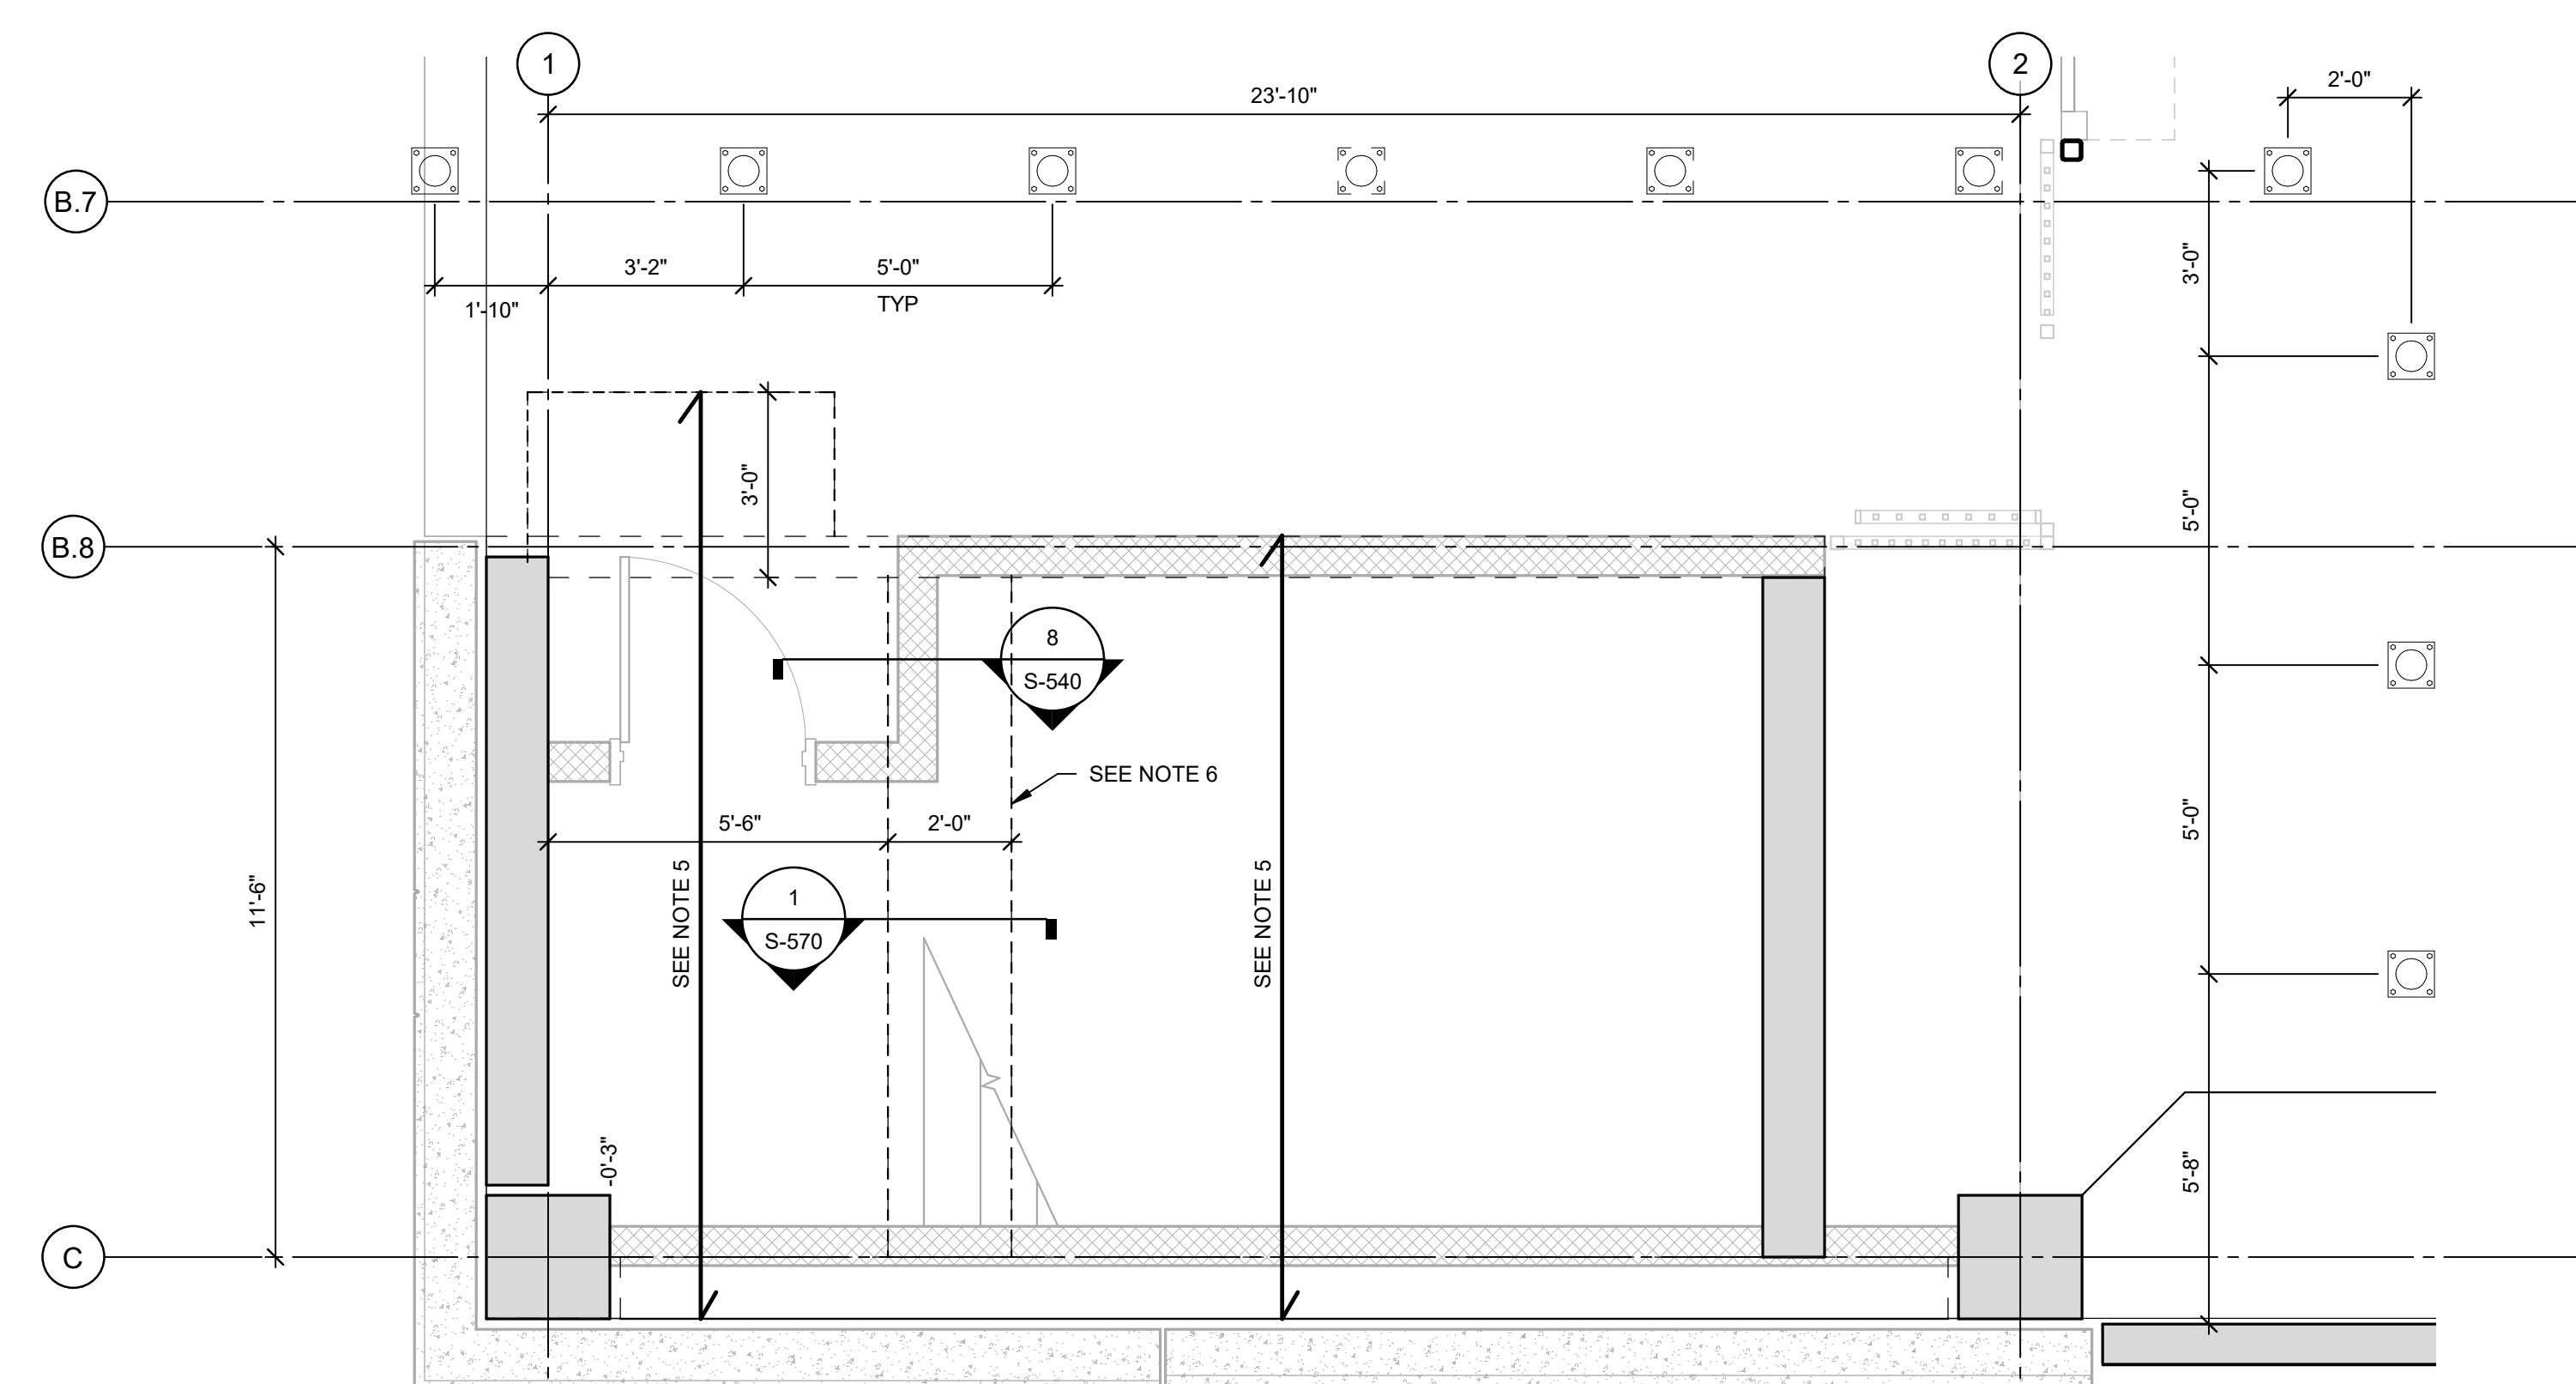 1
2
23'-10"
2'-0"
B.7
3'-2"
5'-0"
1'-10"
TYP
3'-0"
3'-0"
5'-0"
B.8
8
S-540
SEE NOTE 6
5'-6"
2'-0"
5'-0"
SEE NOTE 5
SEE NOTE 5
1
S-570
11'-6"
-0'-3"
5'-8"
C